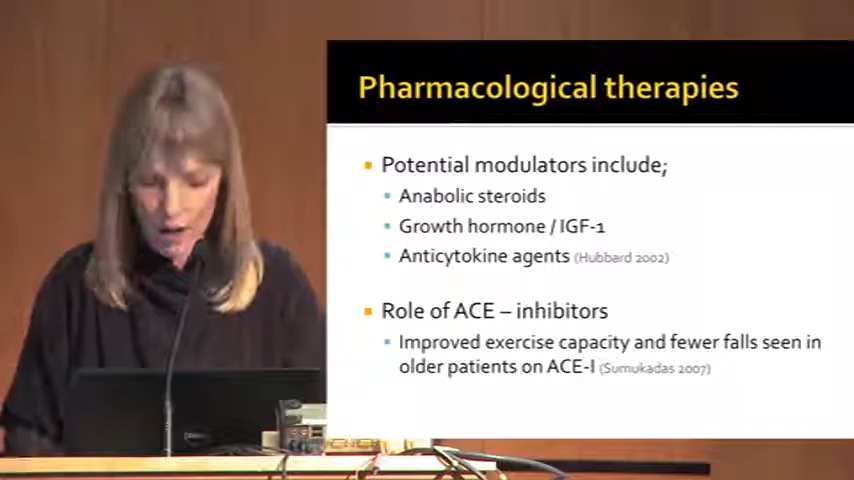 Pharmacological therapies
Potential modulators include;
Anabolic steroids
Growth hormone / IGF-1
Anticytokine agents (Hubbard 2002)
Role of ACE – inhibitors
Improved exercise capacity and fewer falls seen in
older patients on ACE-I (Sumukadas 2007)